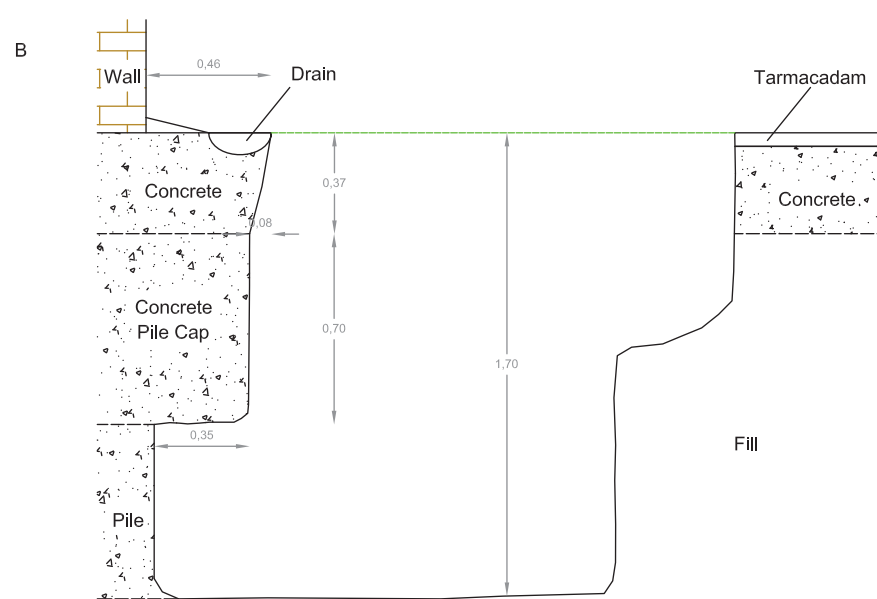 B
0,46
Wall
Drain
Tarmacadam
Concrete
0,37
Concrete
0,08
Concrete
Pile Cap
0,70
1,70
0,35
Fill
Pile